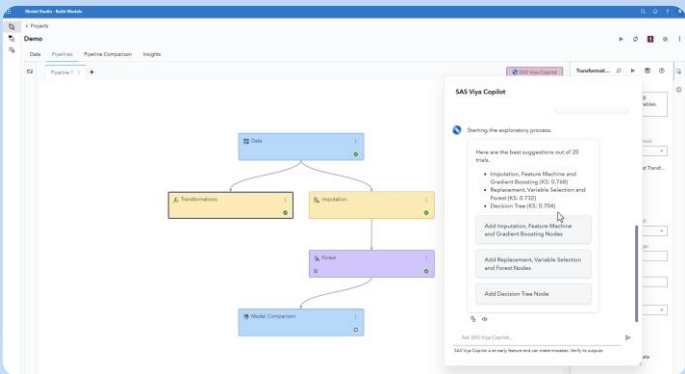 Model Studio - Build Models
< Projects
Demo
Data
Pipelines
Pipeline Comparison
Insights
Pipeline 1
SAS Viya Copilot
Transformati...
Data
Transformations
Imputation
Forest
Model Comparison
SAS Viya Copilot
Starting the exploratory process.
Here are the best suggestions out of 20
trials.
• Imputation, Feature Machine and
Gradient Boosting (KS: 0.768)
• Replacement, Variable Selection and
Forest (KS: 0.732)
• Decision Tree (KS: 0.704)
Add Imputation, Feature Machine
and Gradient Boosting Nodes
Add Replacement, Variable Selection
and Forest Nodes
Add Decision Tree Node
Ask SAS Viya Copilot...
SAS Viya Copilot is an early feature and can make mistakes. Verify its outputs.